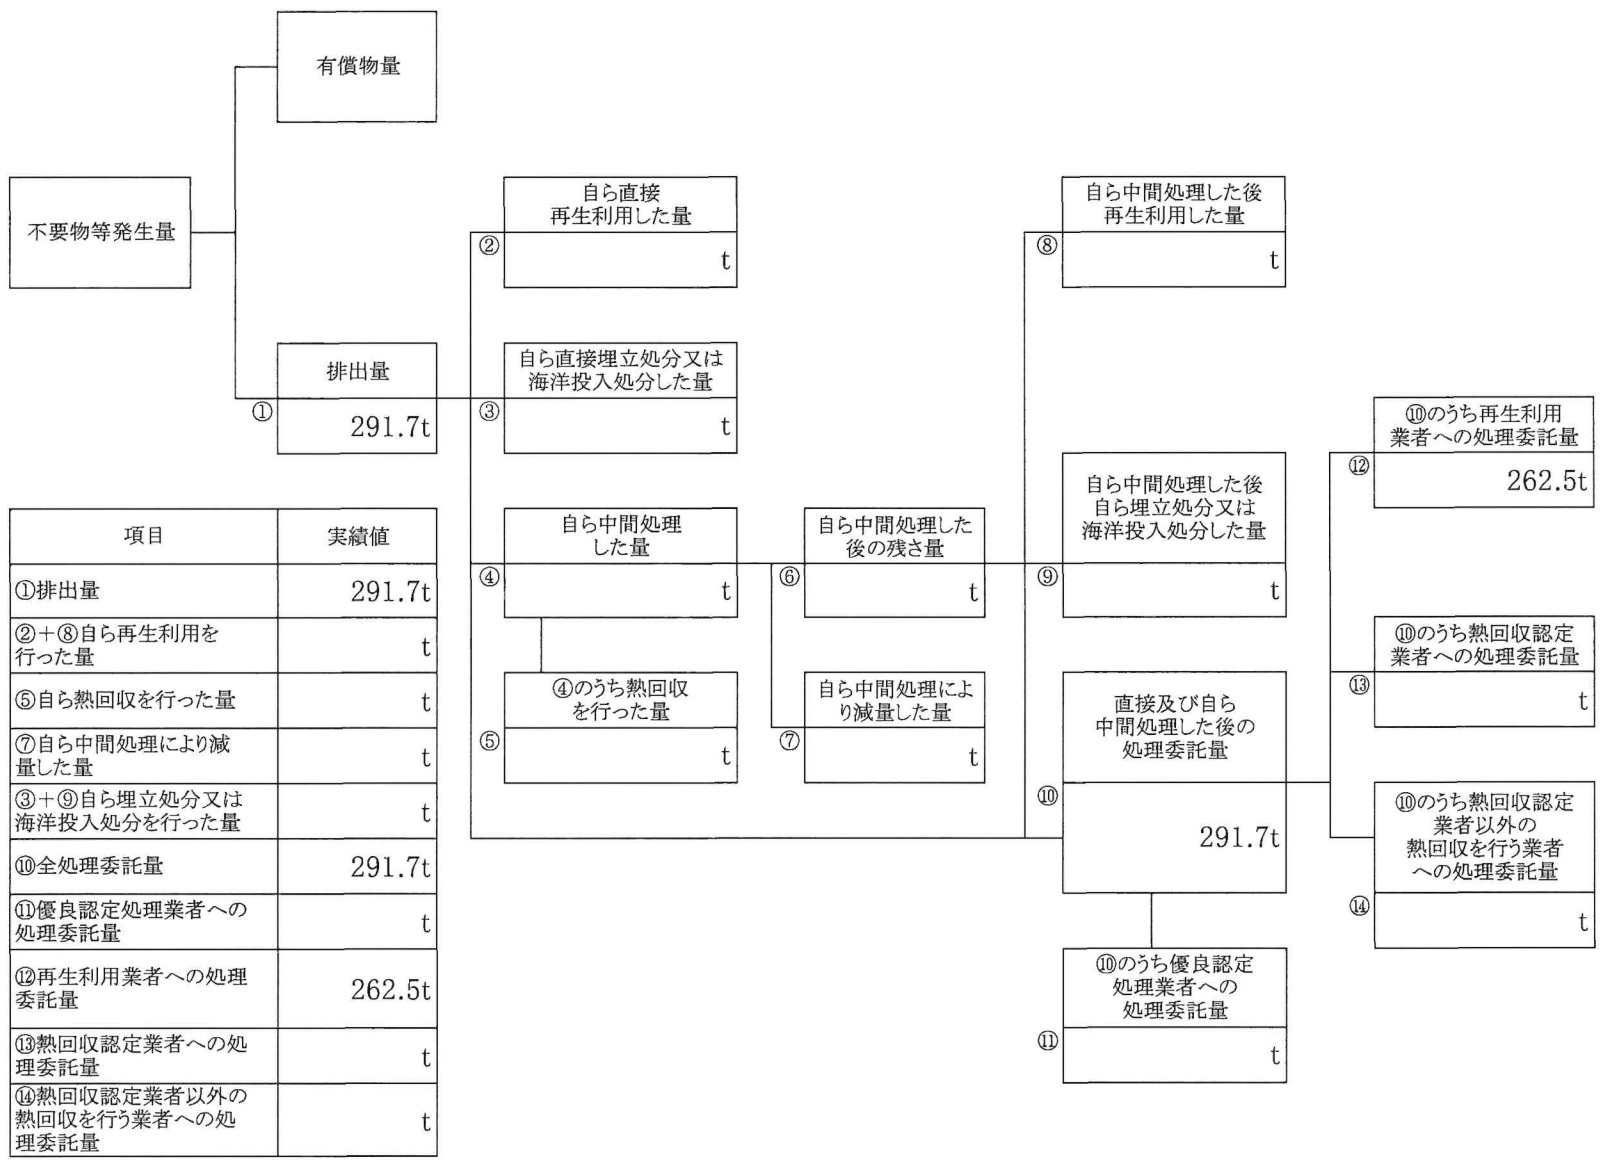 有償物量
不要物等発生量
自ら直接
再生利用した量
②
t
自ら中間処理した後
再生利用した量
⑧
t
排出量
①
291.7t
自ら直接埋立処分又は
海洋投入処分した量
③
t
⑩のうち再生利用
業者への処理委託量
⑫
262.5t
自ら中間処理
した量
④
t
自ら中間処理した
後の残さ量
⑥
t
自ら中間処理した後
自ら埋立処分又は
海洋投入処分した量
⑨
t
⑩のうち熱回収認定
業者への処理委託量
⑬
t
④のうち熱回収
を行った量
⑤
t
自ら中間処理によ
り減量した量
⑦
t
直接及び自ら
中間処理した後の
処理委託量
⑩
291.7t
⑩のうち熱回収認定
業者以外の
熱回収を行う業者
への処理委託量
⑭
t
⑩のうち優良認定
処理業者への
処理委託量
⑪
t
項目
実績値
①排出量
291.7t
②＋⑧自ら再生利用を
行った量
t
⑤自ら熱回収を行った量
t
⑦自ら中間処理により減
量した量
t
③＋⑨自ら埋立処分又は
海洋投入処分を行った量
t
⑩全処理委託量
291.7t
⑪優良認定処理業者への
処理委託量
t
⑫再生利用業者への処理
委託量
262.5t
⑬熱回収認定業者への処
理委託量
t
⑭熱回収認定業者以外の
熱回収を行う業者への処
理委託量
t